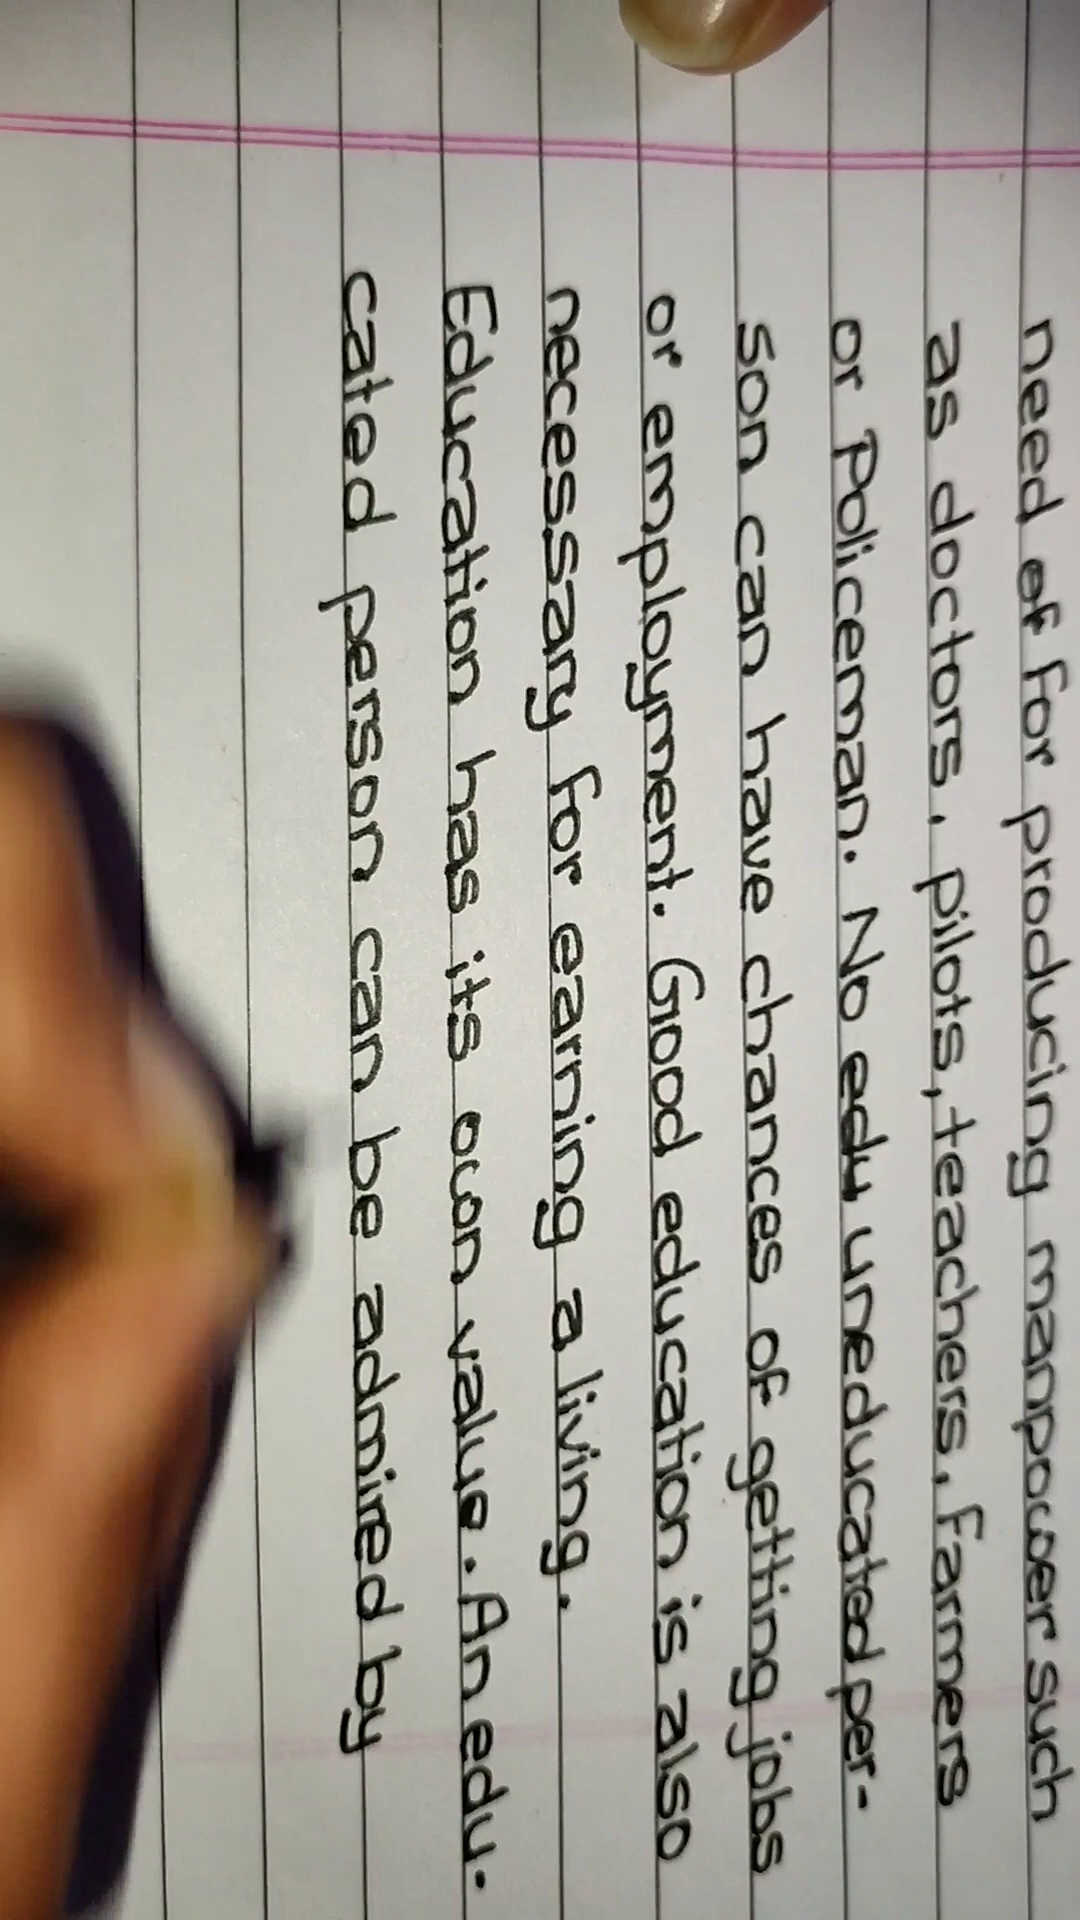 need of for producing manpower such
as doctors, pilots, teachers, farmers
or Policeman. No edu uneducated per-
son can have chances of getting jobs
or employment. Good education is also
necessary for earning a living.
Education has its own value. An edu-
cated person can be admired by